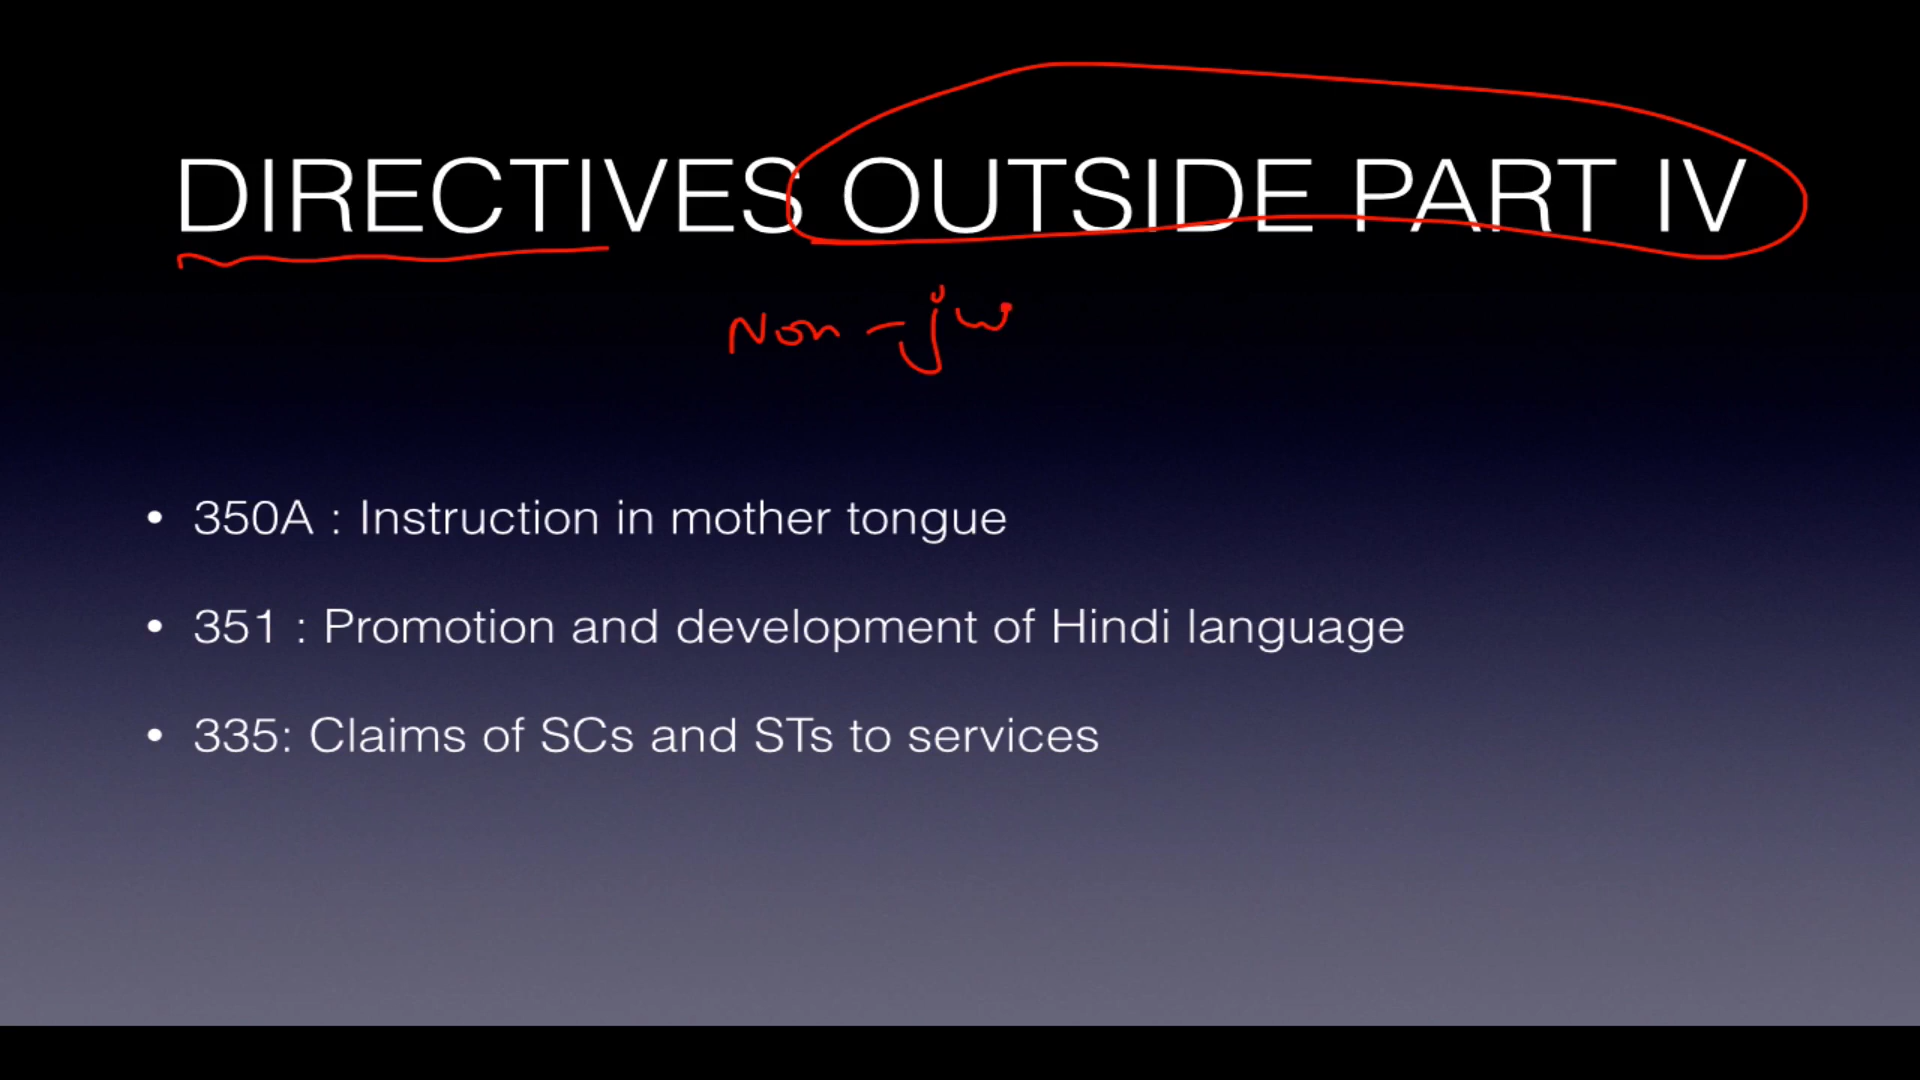 DIRECTIVES OUTSIDE PART IV
Non -
• 350A : Instruction in mother tongue
• 351 : Promotion and development of Hindi language
• 335: Claims of SCs and STs to services